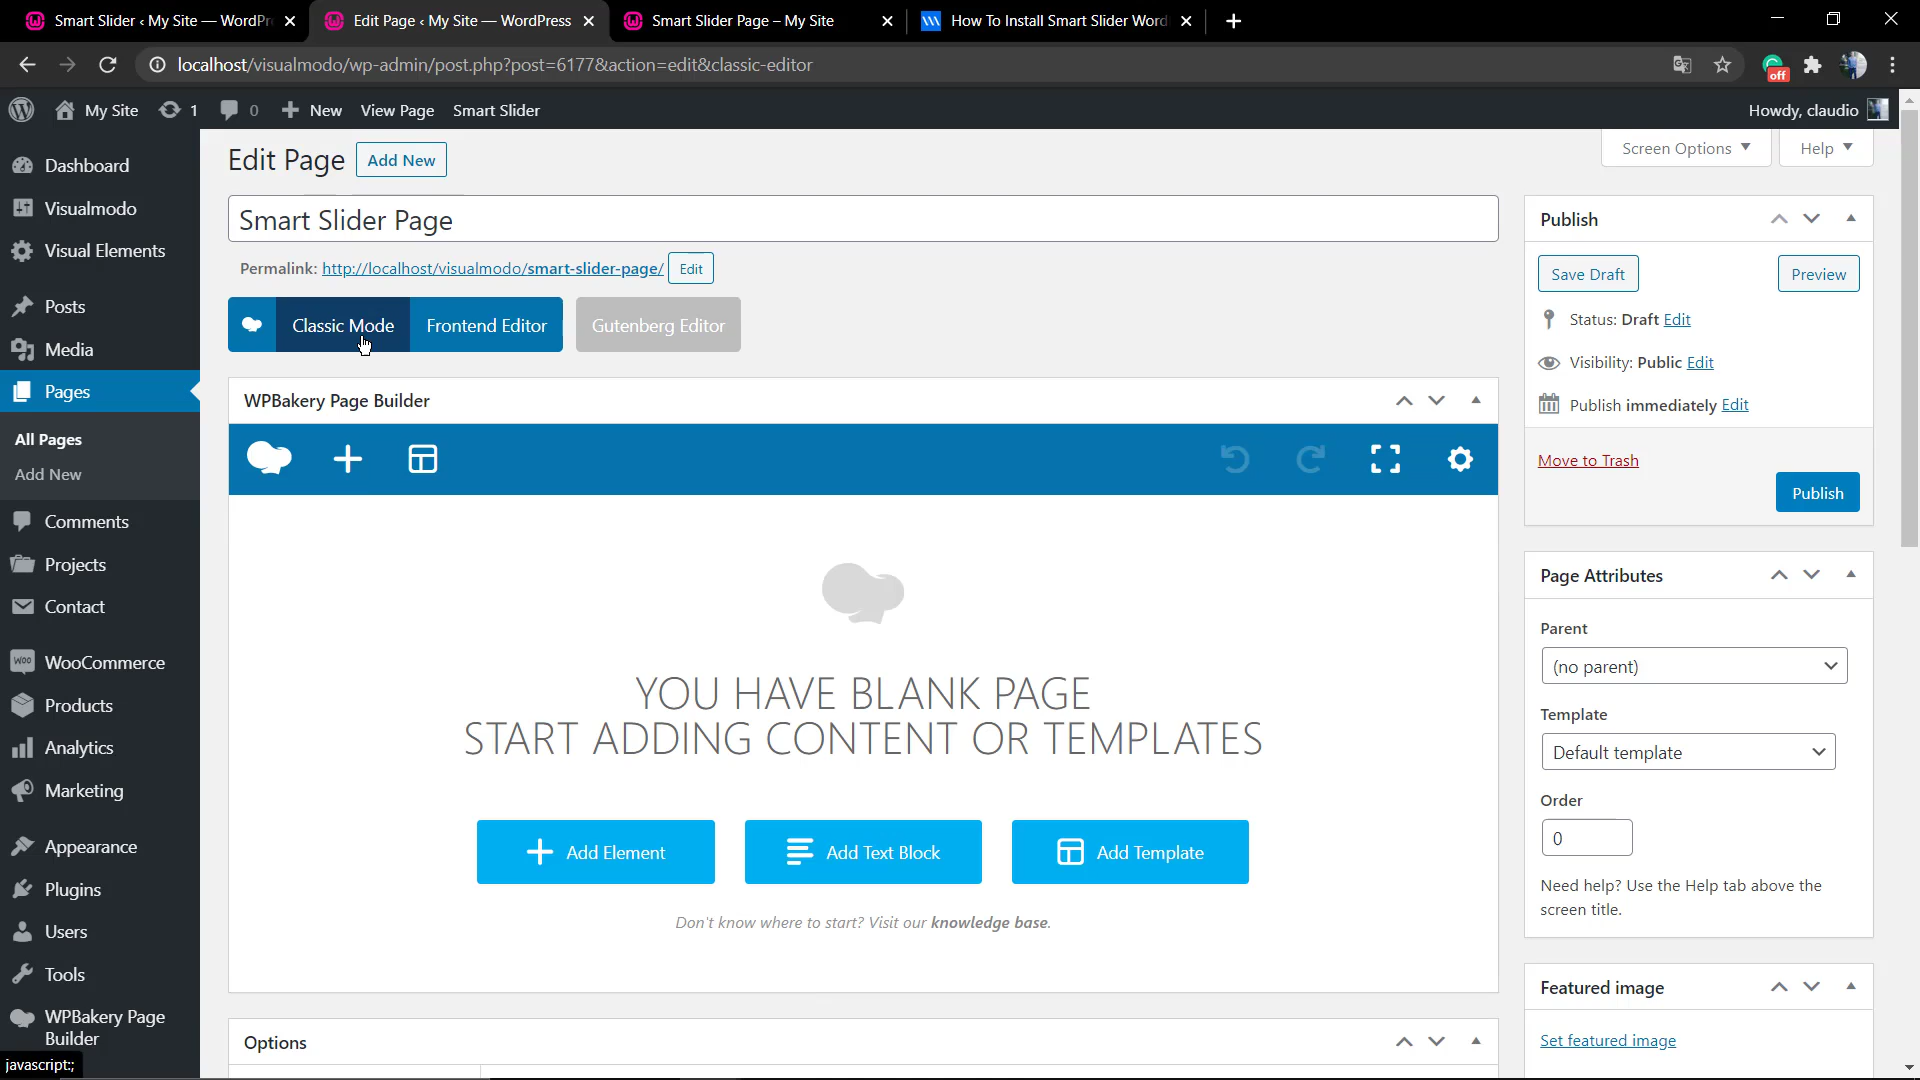 Smart Slider ‹ My Site — WordPr
Edit Page ‹ My Site — WordPress
Smart Slider Page – My Site
How To Install Smart Slider Word
localhost/visualmodo/wp-admin/post.php?post=6177&action=edit&classic-editor
off
My Site
1
0
New
View Page
Smart Slider
Howdy, claudio
Dashboard
Visualmodo
Visual Elements
Posts
Media
Pages
All Pages
Add New
Comments
Projects
Contact
WooCommerce
Products
Analytics
Marketing
Appearance
Plugins
Users
Tools
WPBakery Page
Builder
javascript:;
Edit Page
Add New
Screen Options
Help
Smart Slider Page
Permalink: http://localhost/visualmodo/smart-slider-page/ Edit
Classic Mode
Frontend Editor
Gutenberg Editor
WPBakery Page Builder
YOU HAVE BLANK PAGE
START ADDING CONTENT OR TEMPLATES
Add Element
Add Text Block
Add Template
Don't know where to start? Visit our knowledge base.
Options
Publish
Save Draft
Preview
Status: Draft Edit
Visibility: Public Edit
Publish immediately Edit
Move to Trash
Publish
Page Attributes
Parent
(no parent)
Template
Default template
Order
0
Need help? Use the Help tab above the
screen title.
Featured image
Set featured image